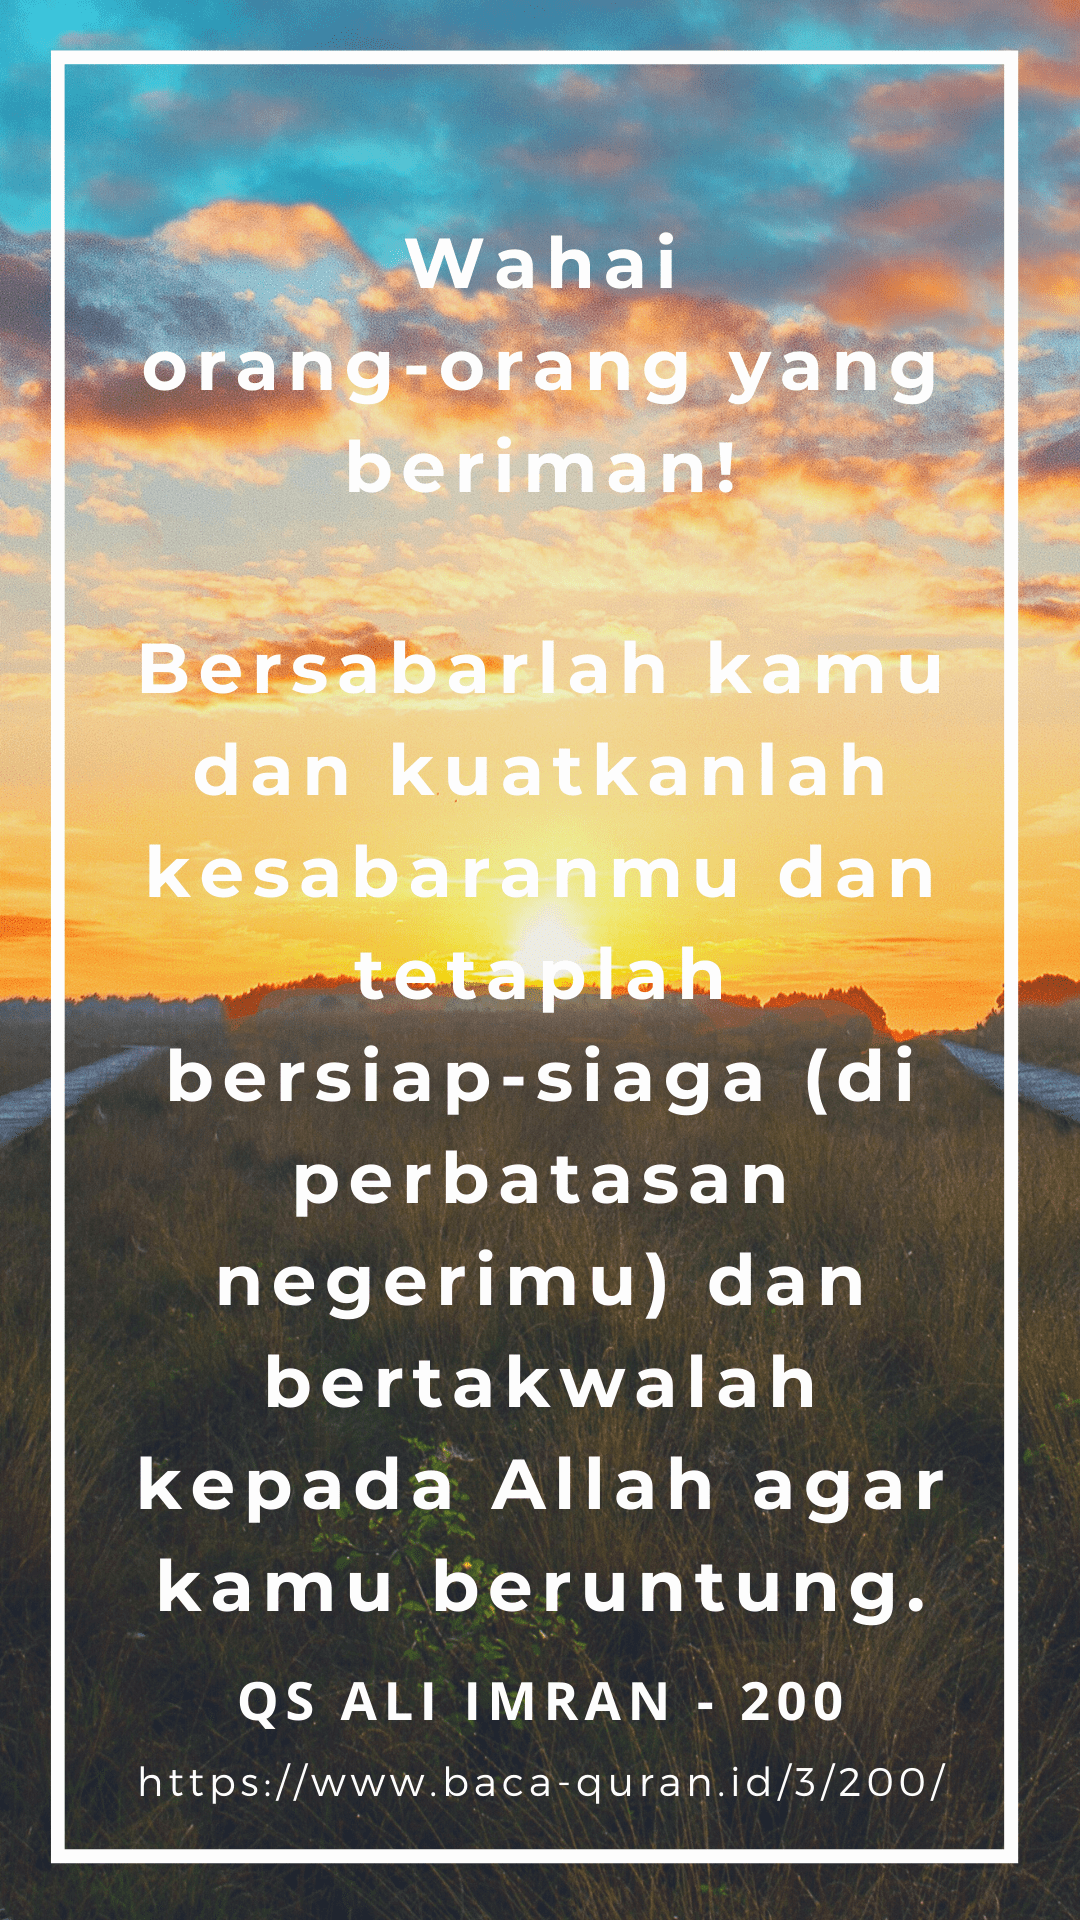 Wahai
orang-orang yang
beriman!
Bersabarlah kamu
dan kuatkanlah
kesabaranmu dan
tetaplah
bersiap-siaga (di
perbatasan
negerimu) dan
bertakwalah
kepada Allah agar
kamu beruntung.
QS ALI IMRAN - 200
https://www.baca-quran.id/3/200/